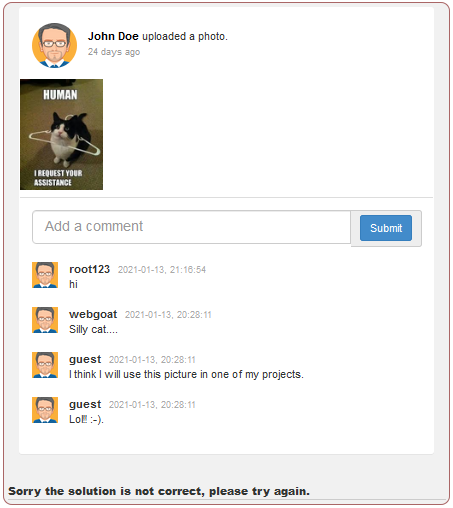 John Doe uploaded a photo.
24 days ago
HUMAN
I REQUEST YOUR
ASSISTANCE
Add a comment
Submit
root123 2021-01-13, 21:16:54
hi
webgoat 2021-01-13, 20:28:11
Silly cat....
guest 2021-01-13, 20:28:11
I think I will use this picture in one of my projects.
guest 2021-01-13, 20:28:11
Lol!! :-).
Sorry the solution is not correct, please try again.